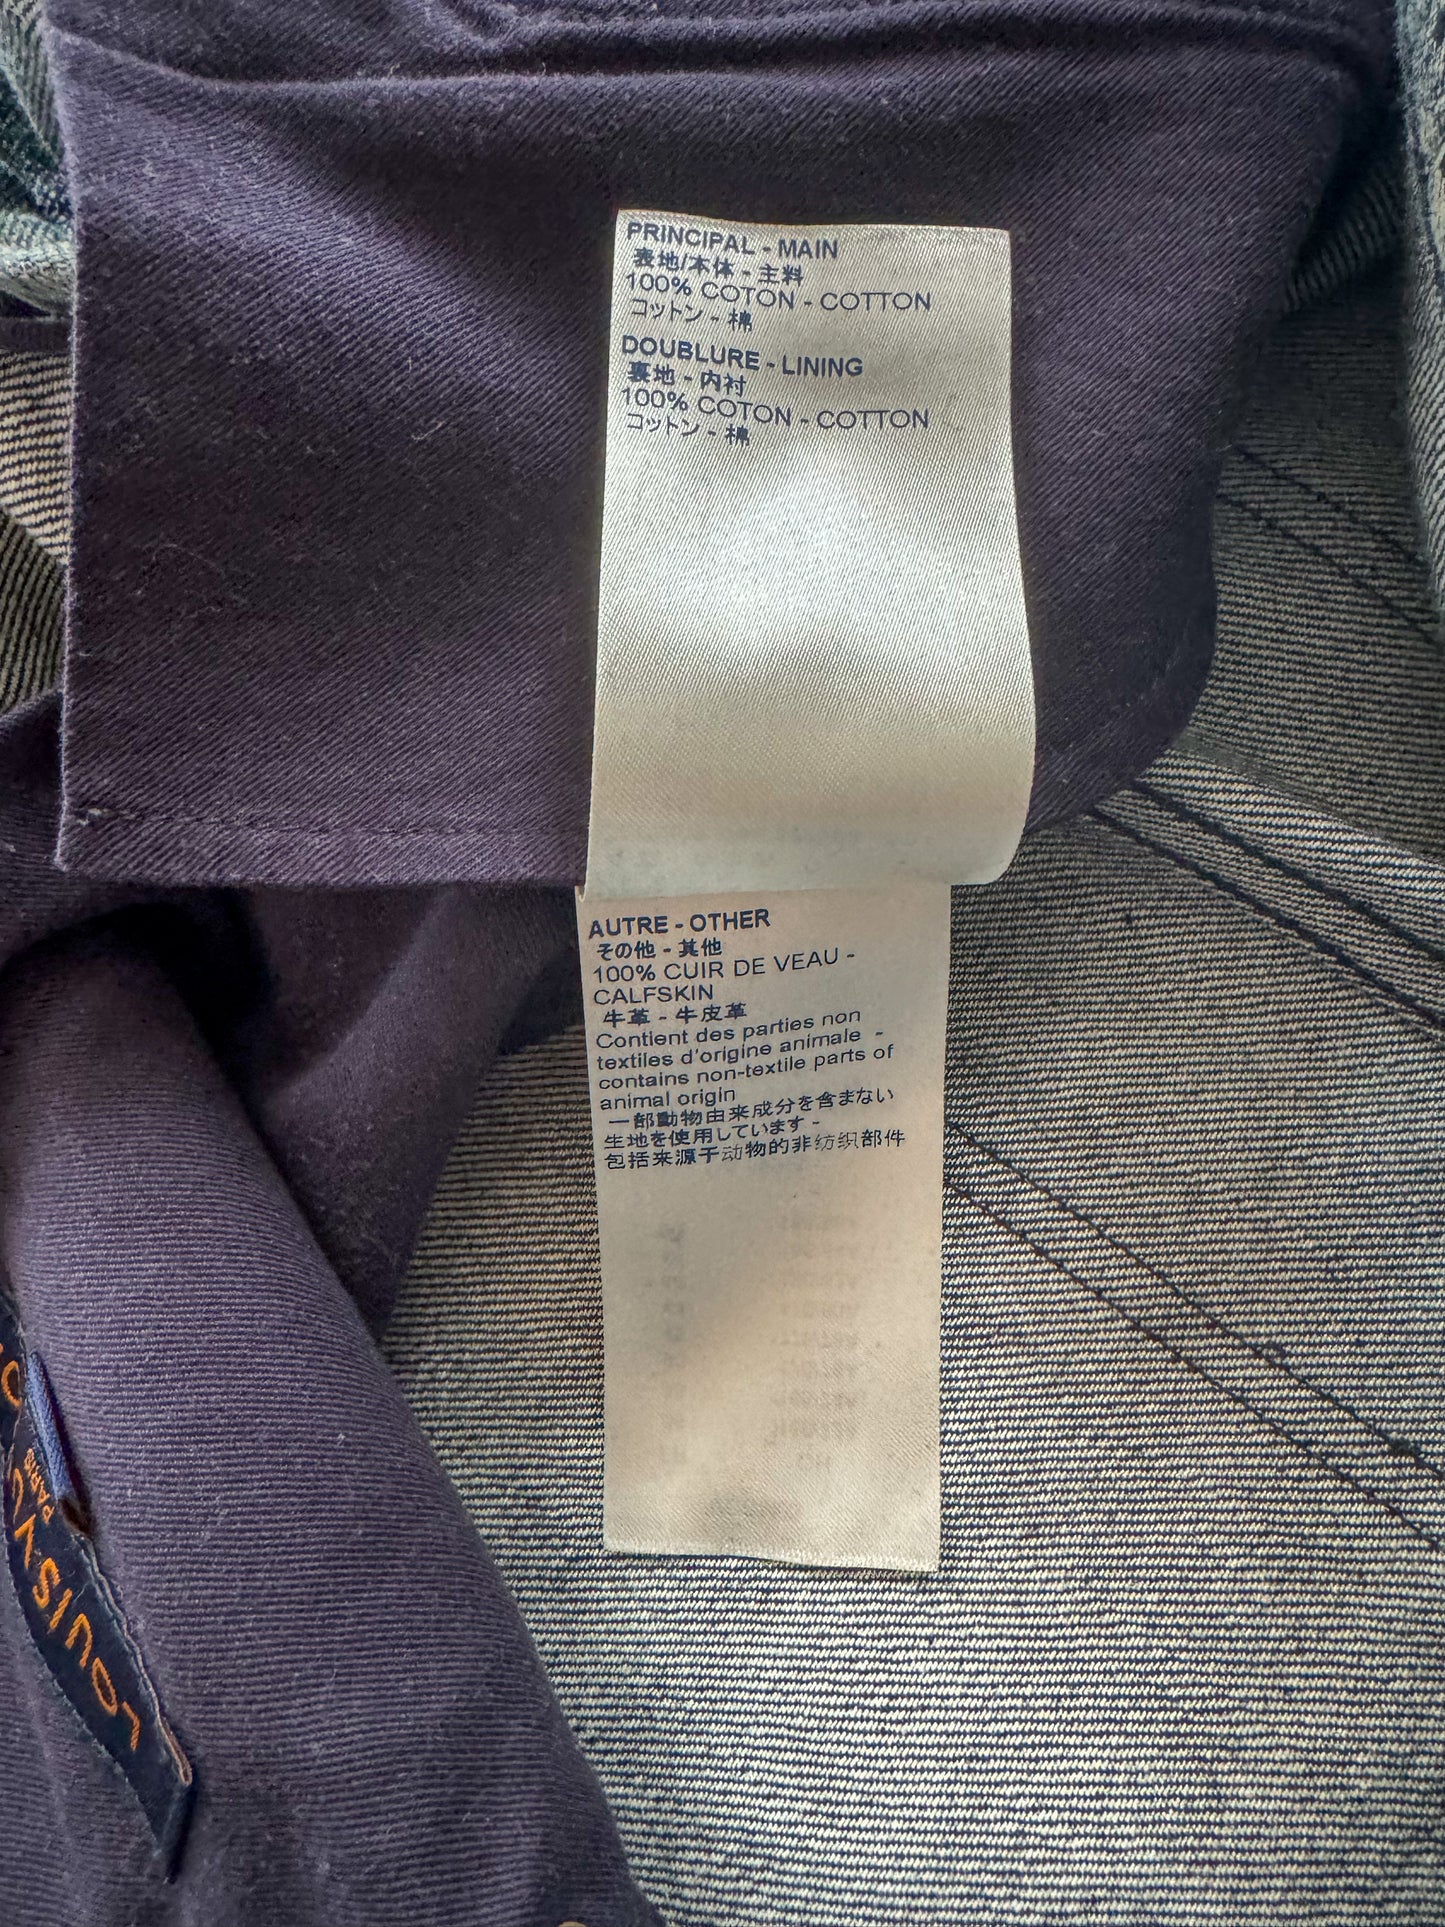 PRINCIPAL - MAIN
表地/本体 - 主料
100% COTON - COTTON
コットン - 棉
DOUBLURE - LINING
裏地 - 内衬
100% COTON - COTTON
コットン - 棉
AUTRE - OTHER
その他 - 其他
100% CUIR DE VEAU -
CALFSKIN
牛革 - 牛皮革
Contient des parties non
textiles d'origine animale -
contains non-textile parts of
animal origin
一部動物由来成分を含まない
生地を使用しています -
包括来源于动物的非纺织部件
LOUIS VU
PARIS